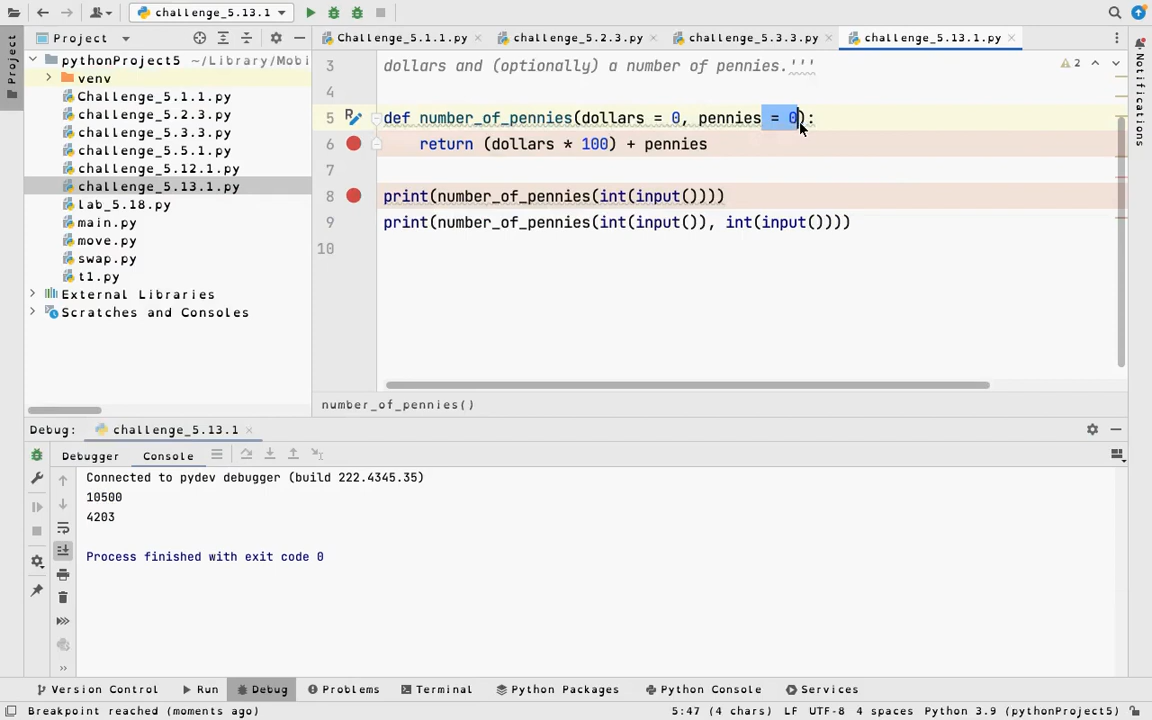 challenge_5.13.1
Project
pythonProject5 ~/Library/Mobi
venv
Challenge_5.1.1.py
Challenge_5.2.3.py
Challenge_5.3.3.py
Challenge_5.5.1.py
challenge_5.12.1.py
challenge_5.13.1.py
lab_5.18.py
main.py
move.py
swap.py
t1.py
External Libraries
Scratches and Consoles
Project
Challenge_5.1.1.py
challenge_5.2.3.py
challenge_5.3.3.py
challenge_5.13.1.py
2
Notifications
3 dollars and (optionally) a number of pennies.'''
4
5 def number_of_pennies(dollars = 0, pennies = 0):
6 return (dollars * 100) + pennies
7
8 print(number_of_pennies(int(input())))
9 print(number_of_pennies(int(input()), int(input())))
10
number_of_pennies()
Debug: challenge_5.13.1
Debugger Console
Connected to pydev debugger (build 222.4345.35)
10500
4203
Process finished with exit code 0
Version Control Run Debug Problems Terminal Python Packages Python Console Services
Breakpoint reached (moments ago) 5:47 (4 chars) LF UTF-8 4 spaces Python 3.9 (pythonProject5)